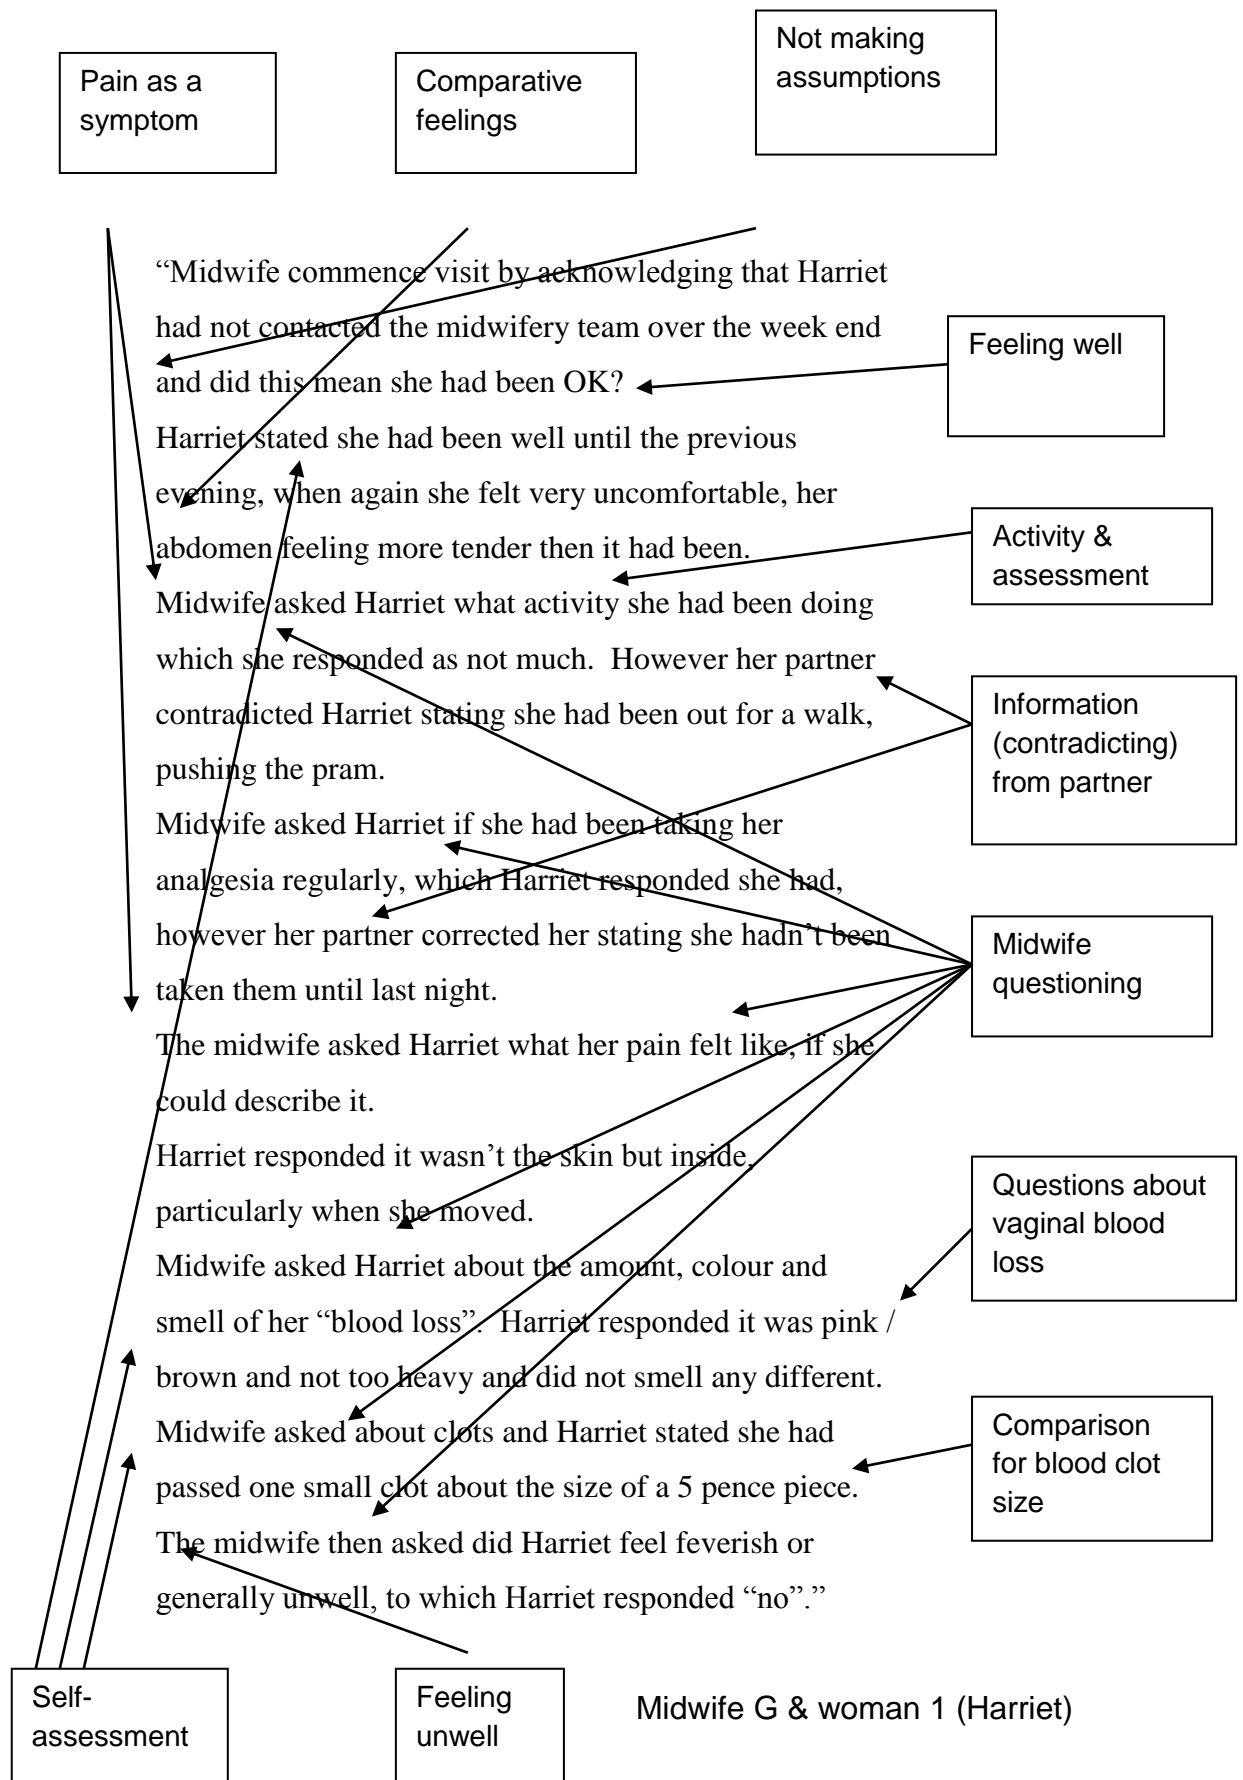 Not making
assumptions
Pain as a
symptom
Comparative
feelings
“Midwife commence visit by acknowledging that Harriet
had not contacted the midwifery team over the week end
and did this mean she had been OK?
Feeling well
Harriet stated she had been well until the previous
evening, when again she felt very uncomfortable, her
abdomen feeling more tender then it had been.
Activity &
assessment
Midwife asked Harriet what activity she had been doing
which she responded as not much.  However her partner
contradicted Harriet stating she had been out for a walk,
pushing the pram.
Information
(contradicting)
from partner
Midwife asked Harriet if she had been taking her
analgesia regularly, which Harriet responded she had,
however her partner corrected her stating she hadn’t been
taken them until last night.
Midwife
questioning
The midwife asked Harriet what her pain felt like, if she
could describe it.
Harriet responded it wasn’t the skin but inside,
particularly when she moved.
Questions about
vaginal blood
loss
Midwife asked Harriet about the amount, colour and
smell of her “blood loss”.  Harriet responded it was pink /
brown and not too heavy and did not smell any different.
Midwife asked about clots and Harriet stated she had
passed one small clot about the size of a 5 pence piece.
Comparison
for blood clot
size
The midwife then asked did Harriet feel feverish or
generally unwell, to which Harriet responded “no”.”
Self-
assessment
Feeling
unwell
Midwife G & woman 1 (Harriet)